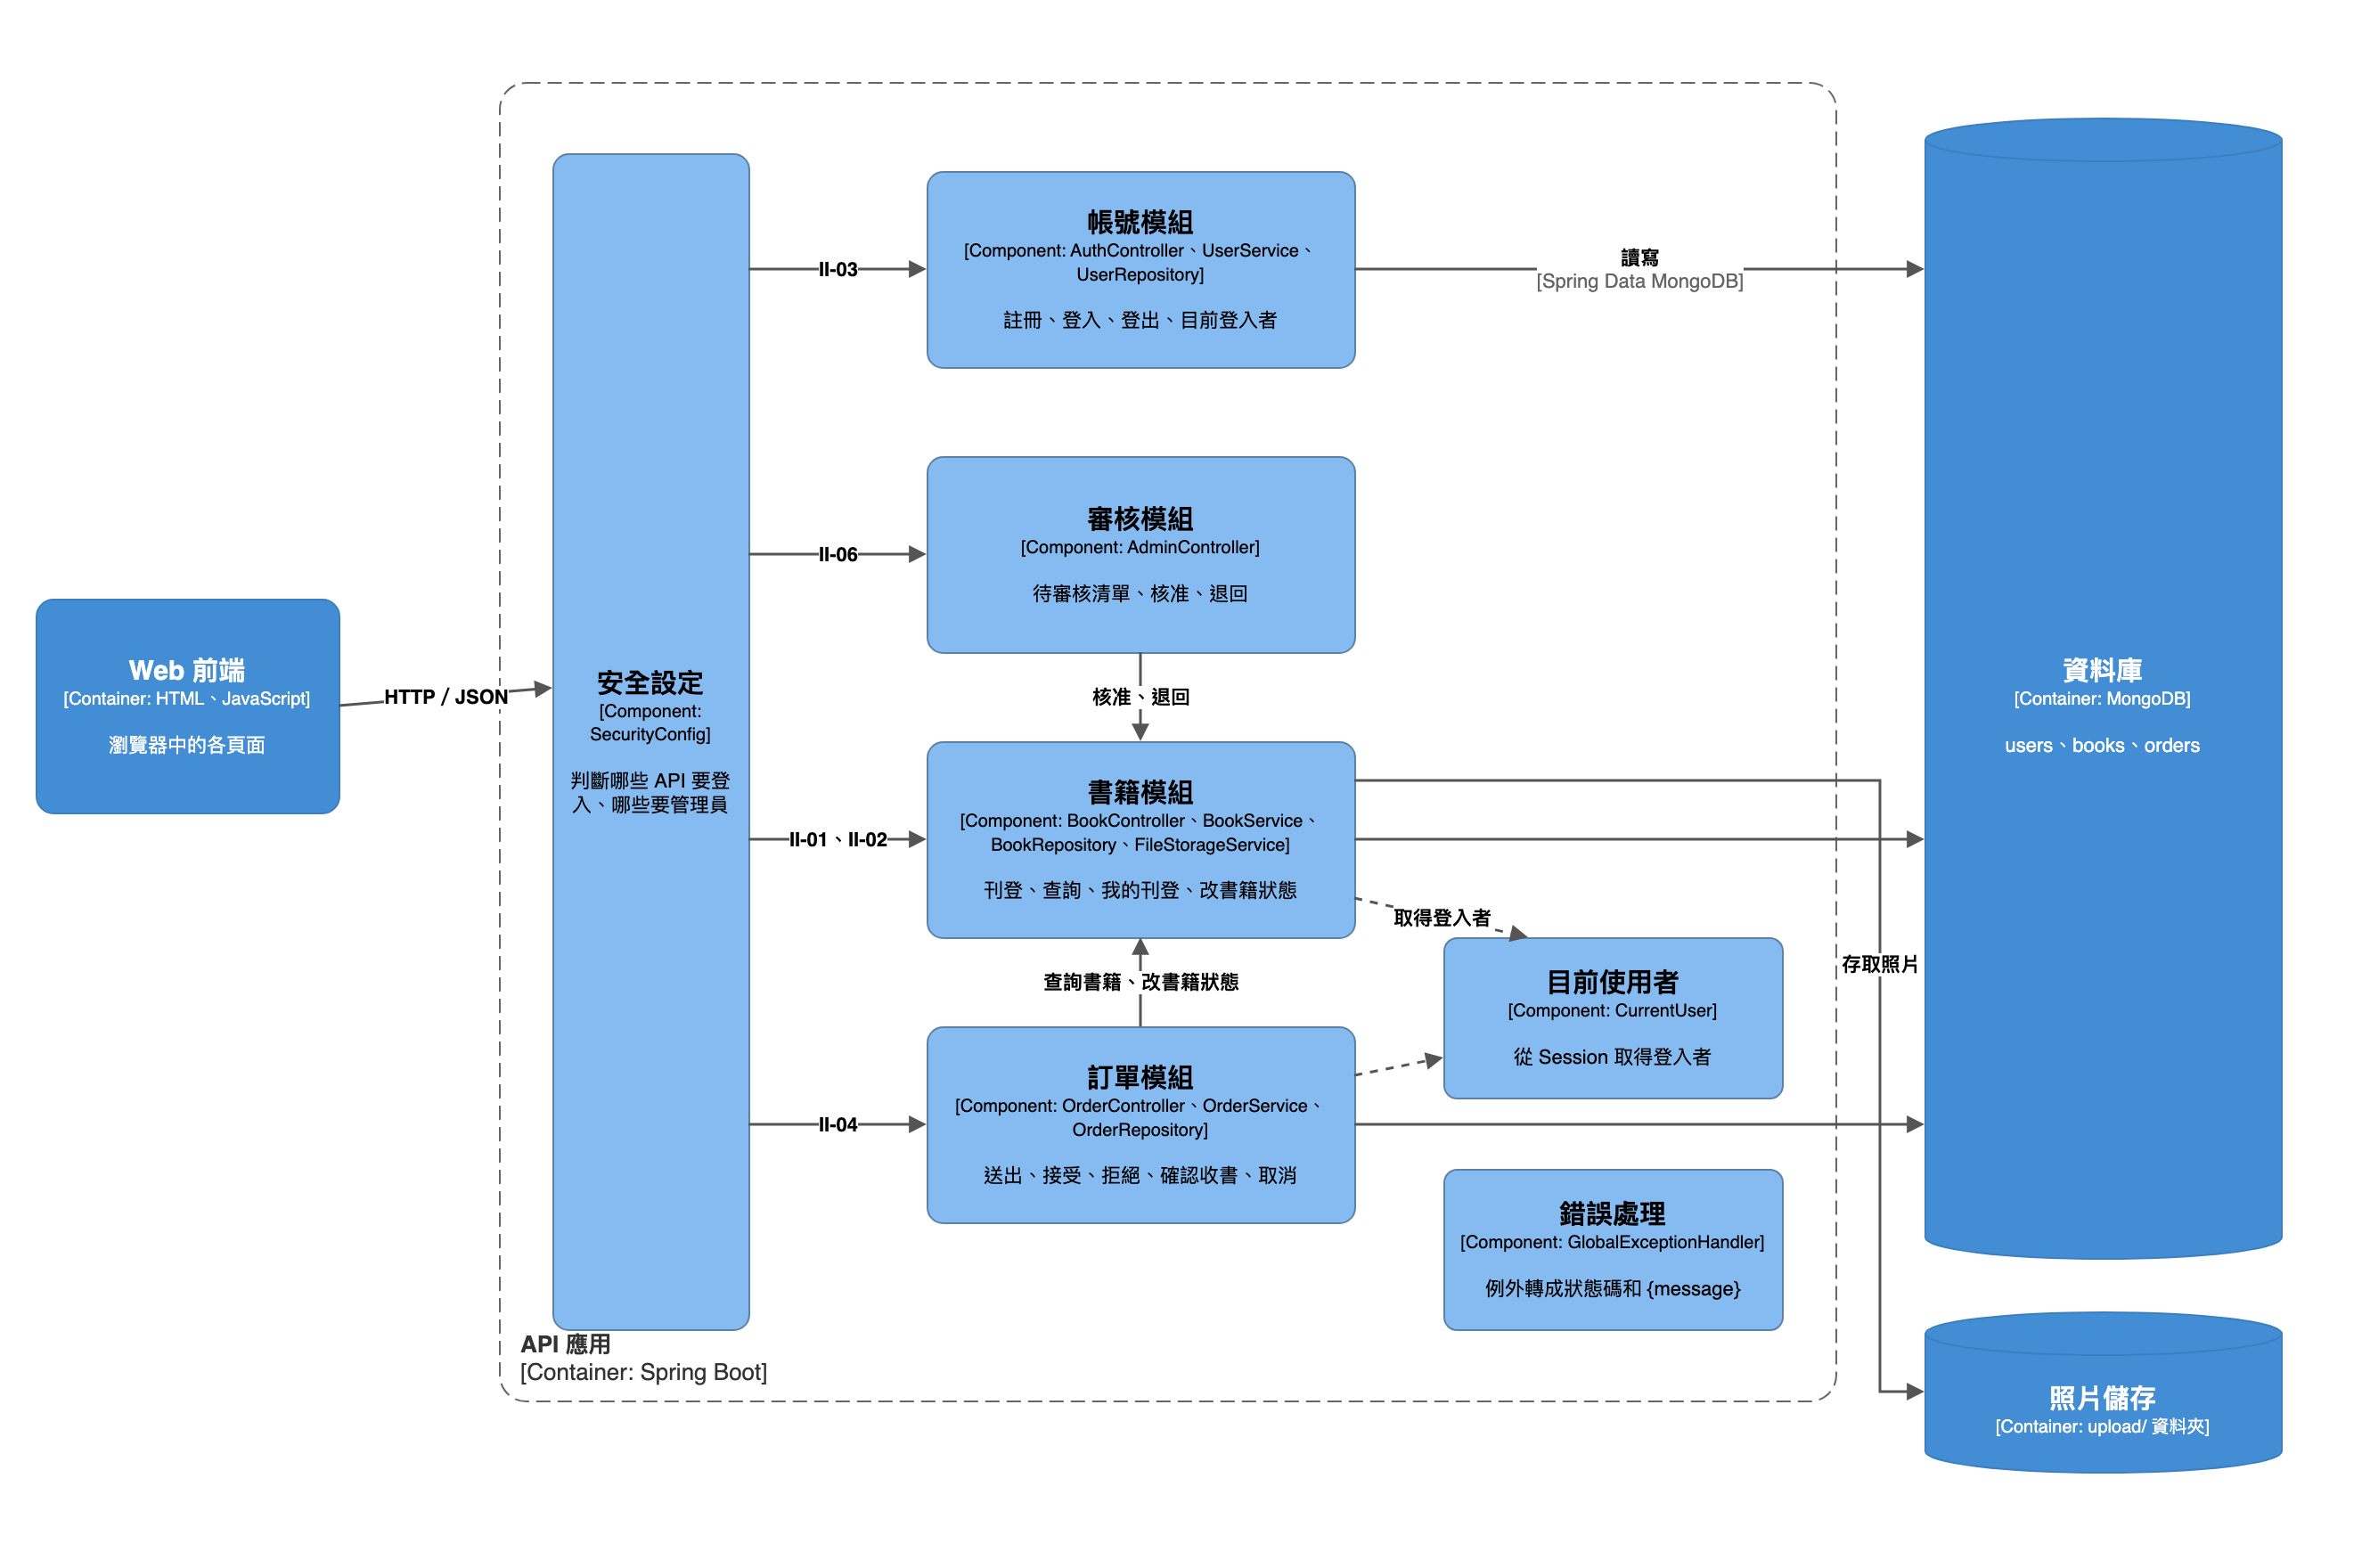 Web 前端
[Container: HTML、JavaScript]
瀏覽器中的各頁面
HTTP / JSON
安全設定
[Component:
SecurityConfig]
判斷哪些 API 要登
入、哪些要管理員
API 應用
[Container: Spring Boot]
II-03
II-06
II-01、II-02
II-04
帳號模組
[Component: AuthController、UserService、
UserRepository]
註冊、登入、登出、目前登入者
審核模組
[Component: AdminController]
待審核清單、核准、退回
核准、退回
書籍模組
[Component: BookController、BookService、
BookRepository、FileStorageService]
刊登、查詢、我的刊登、改書籍狀態
查詢書籍、改書籍狀態
訂單模組
[Component: OrderController、OrderService、
OrderRepository]
送出、接受、拒絕、確認收書、取消
讀寫
[Spring Data MongoDB]
取得登入者
目前使用者
[Component: CurrentUser]
從 Session 取得登入者
錯誤處理
[Component: GlobalExceptionHandler]
例外轉成狀態碼和 {message}
存取照片
資料庫
[Container: MongoDB]
users、books、orders
照片儲存
[Container: upload/ 資料夾]